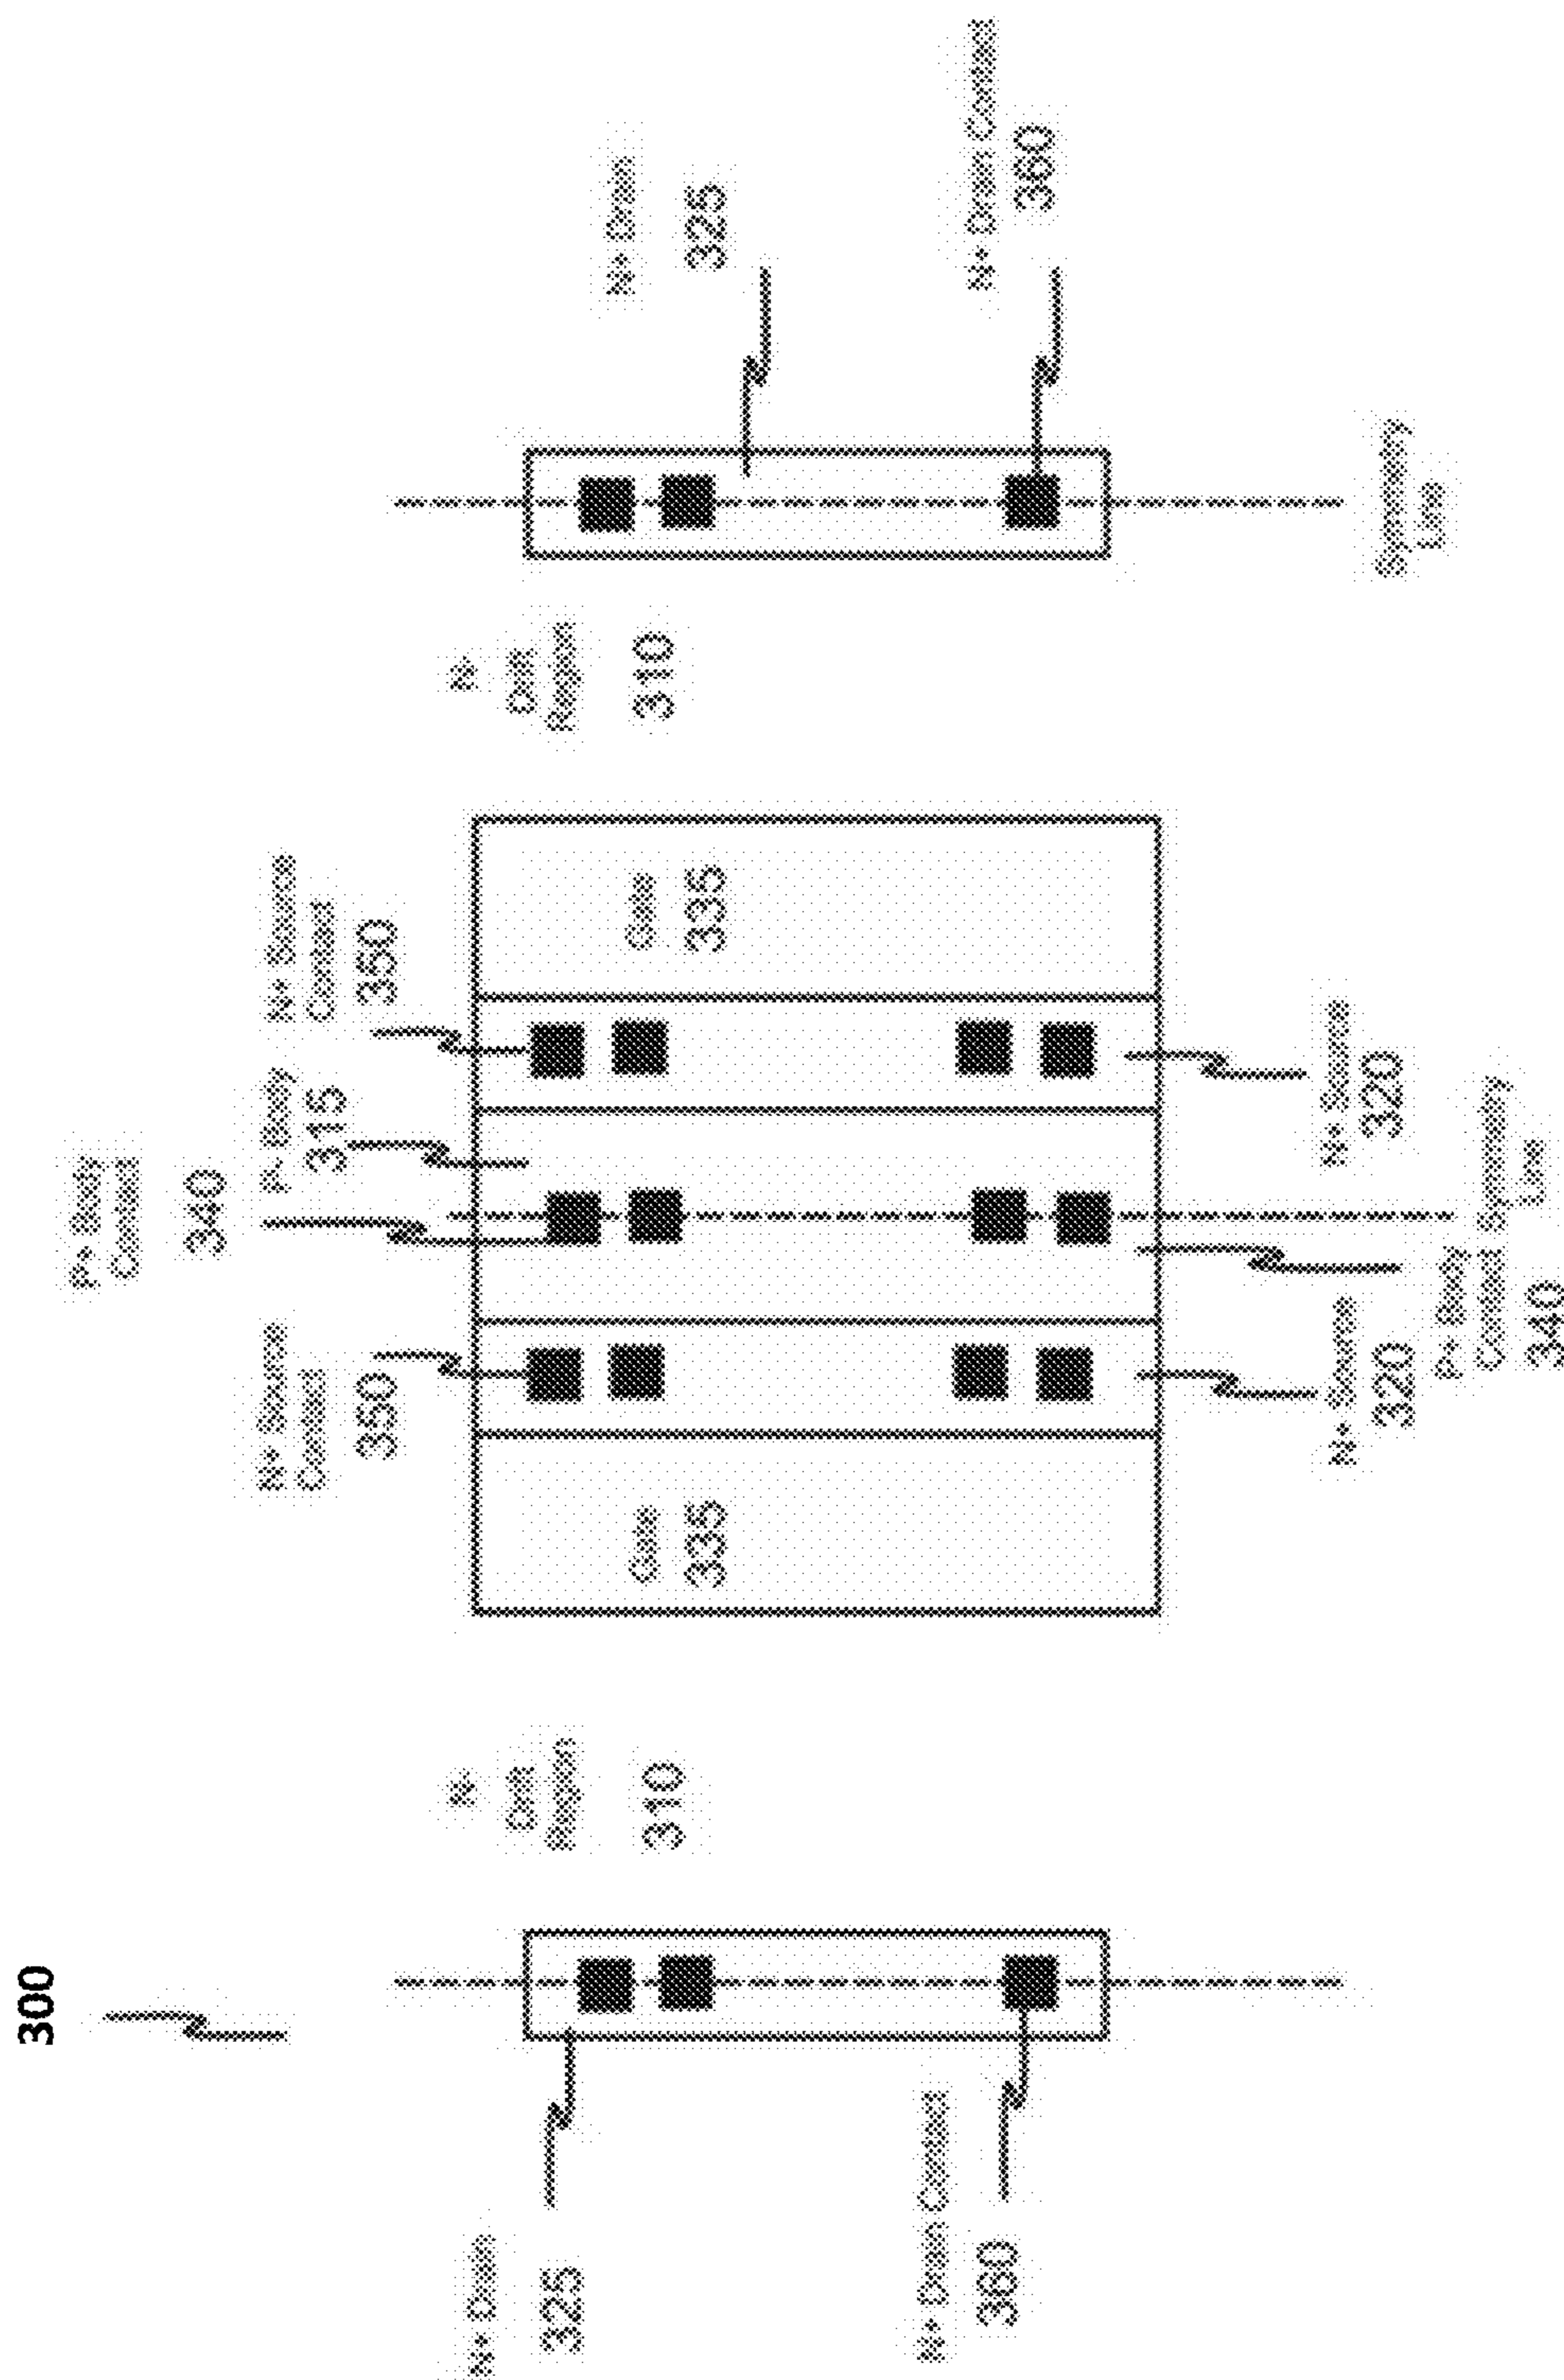 300
P+ Body
Contact
340
N+ Source
Contact
350
P- Body
315
N+ Source
Contact
350
N+ Drain
325
N-
Drift
Region
310
Gate
335
Gate
335
N-
Drift
Region
310
N+ Drain
325
N+ Drain Contact
360
N+ Drain Contact
360
N+ Source
320
N+ Source
320
P+ Body
Contact
340
Symmetry
Line
Symmetry
Line